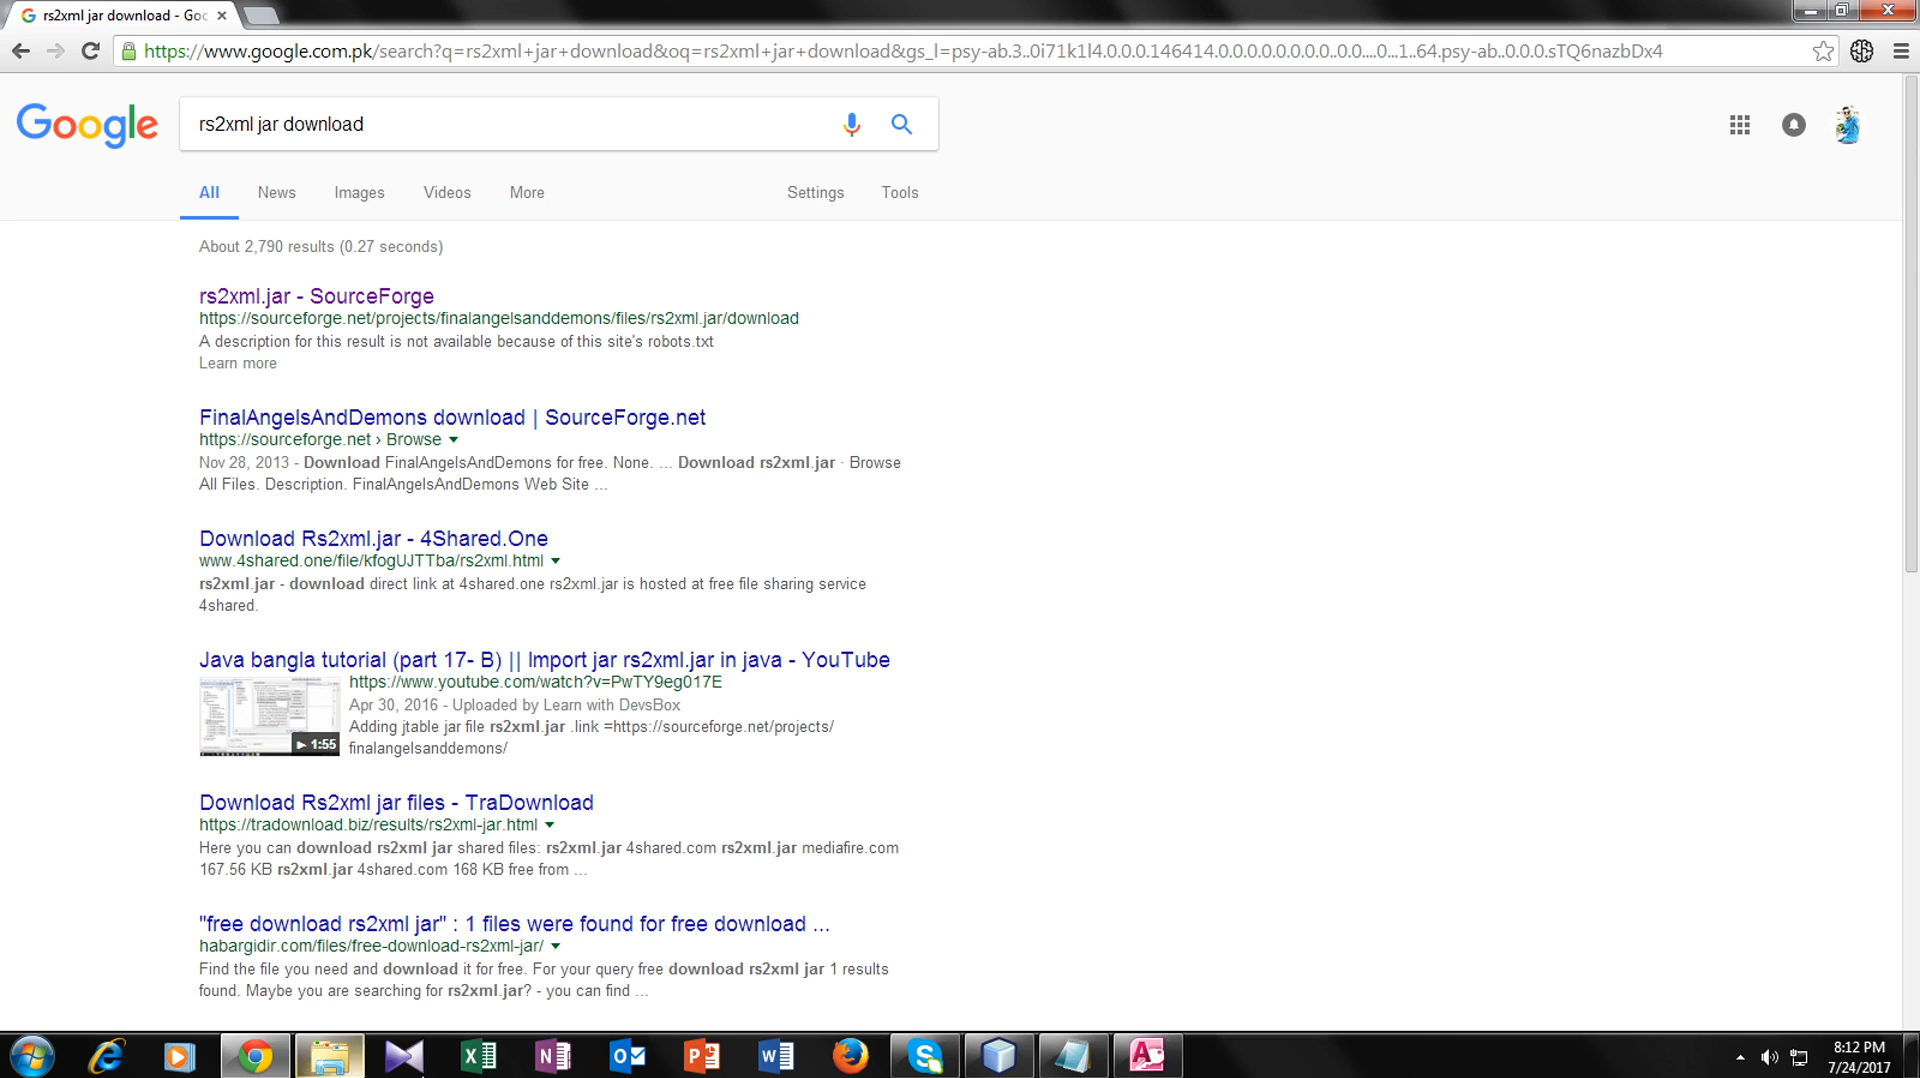 rs2xml jar download - Goo
https://www.google.com.pk/search?q=rs2xml+jar+download&oq=rs2xml+jar+download&gs_l=psy-ab.3..0i71k1l4.0.0.0.146414.0.0.0.0.0.0.0.0..0.0....0...1..64.psy-ab..0.0.0.sTQ6nazbDx4
Google
rs2xml jar download
All News Images Videos More Settings Tools
About 2,790 results (0.27 seconds)
rs2xml.jar - SourceForge
https://sourceforge.net/projects/finalangelsanddemons/files/rs2xml.jar/download
A description for this result is not available because of this site's robots.txt
Learn more
FinalAngelsAndDemons download | SourceForge.net
https://sourceforge.net › Browse
Nov 28, 2013 - Download FinalAngelsAndDemons for free. None. ... Download rs2xml.jar · Browse
All Files. Description. FinalAngelsAndDemons Web Site ...
Download Rs2xml.jar - 4Shared.One
www.4shared.one/file/kfogUJTTba/rs2xml.html
rs2xml.jar - download direct link at 4shared.one rs2xml.jar is hosted at free file sharing service
4shared.
Java bangla tutorial (part 17- B) || Import jar rs2xml.jar in java - YouTube
https://www.youtube.com/watch?v=PwTY9eg017E
Apr 30, 2016 - Uploaded by Learn with DevsBox
Adding jtable jar file rs2xml.jar .link =https://sourceforge.net/projects/
1:55
finalangelsanddemons/
Download Rs2xml jar files - TraDownload
https://tradownload.biz/results/rs2xml-jar.html
Here you can download rs2xml jar shared files: rs2xml.jar 4shared.com rs2xml.jar mediafire.com
167.56 KB rs2xml.jar 4shared.com 168 KB free from ...
"free download rs2xml jar" : 1 files were found for free download ...
habargidir.com/files/free-download-rs2xml-jar/
Find the file you need and download it for free. For your query free download rs2xml jar 1 results
found. Maybe you are searching for rs2xml.jar? - you can find ...
8:12 PM
7/24/2017